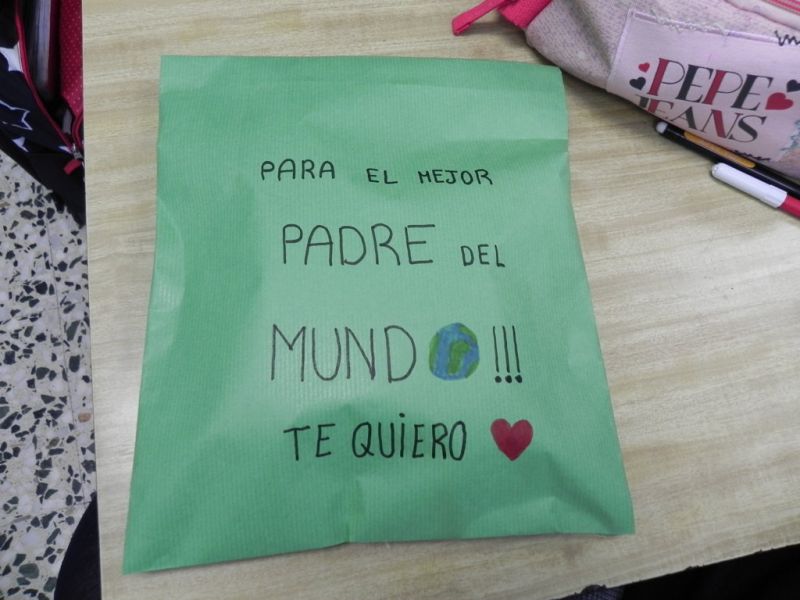 PARA EL MEJOR
PADRE DEL
MUNDO!!!
TE QUiERO
PEPE
JEANS